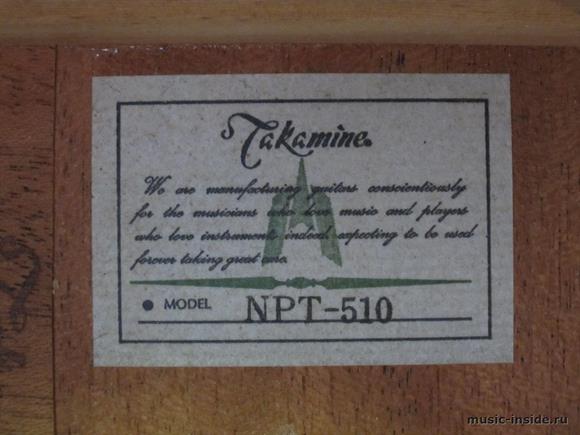 Takamine
We are manufacturing guitars conscientiously
for the musicians who love music and players
who love instruments indeed expecting to be used
forever taking great care.
● MODEL NPT-510
music-inside.ru